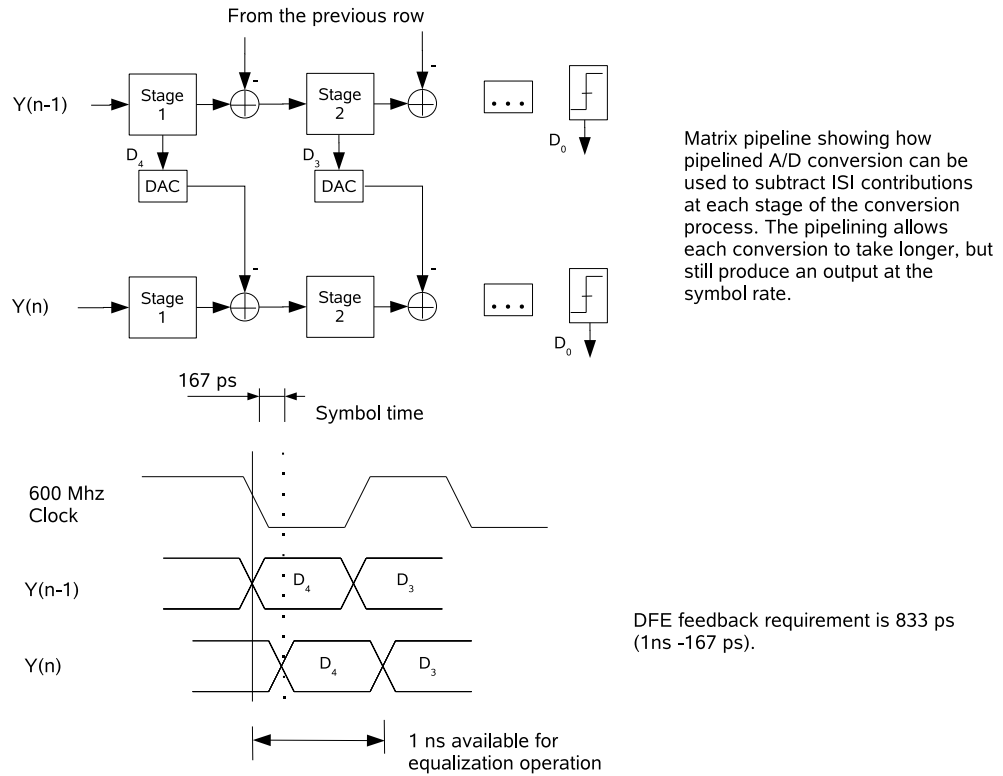 From the previous row
Y(n-1)
Stage
1
-
Stage
2
-
...
D0
D4
DAC
D3
DAC
-
-
Y(n)
Stage
1
Stage
2
...
D0
Matrix pipeline showing how
pipelined A/D conversion can be
used to subtract ISI contributions
at each stage of the conversion
process. The pipelining allows
each conversion to take longer, but
still produce an output at the
symbol rate.
167 ps
Symbol time
600 Mhz
Clock
Y(n-1)
D4
D3
Y(n)
D4
D3
DFE feedback requirement is 833 ps
(1ns -167 ps).
1 ns available for
equalization operation